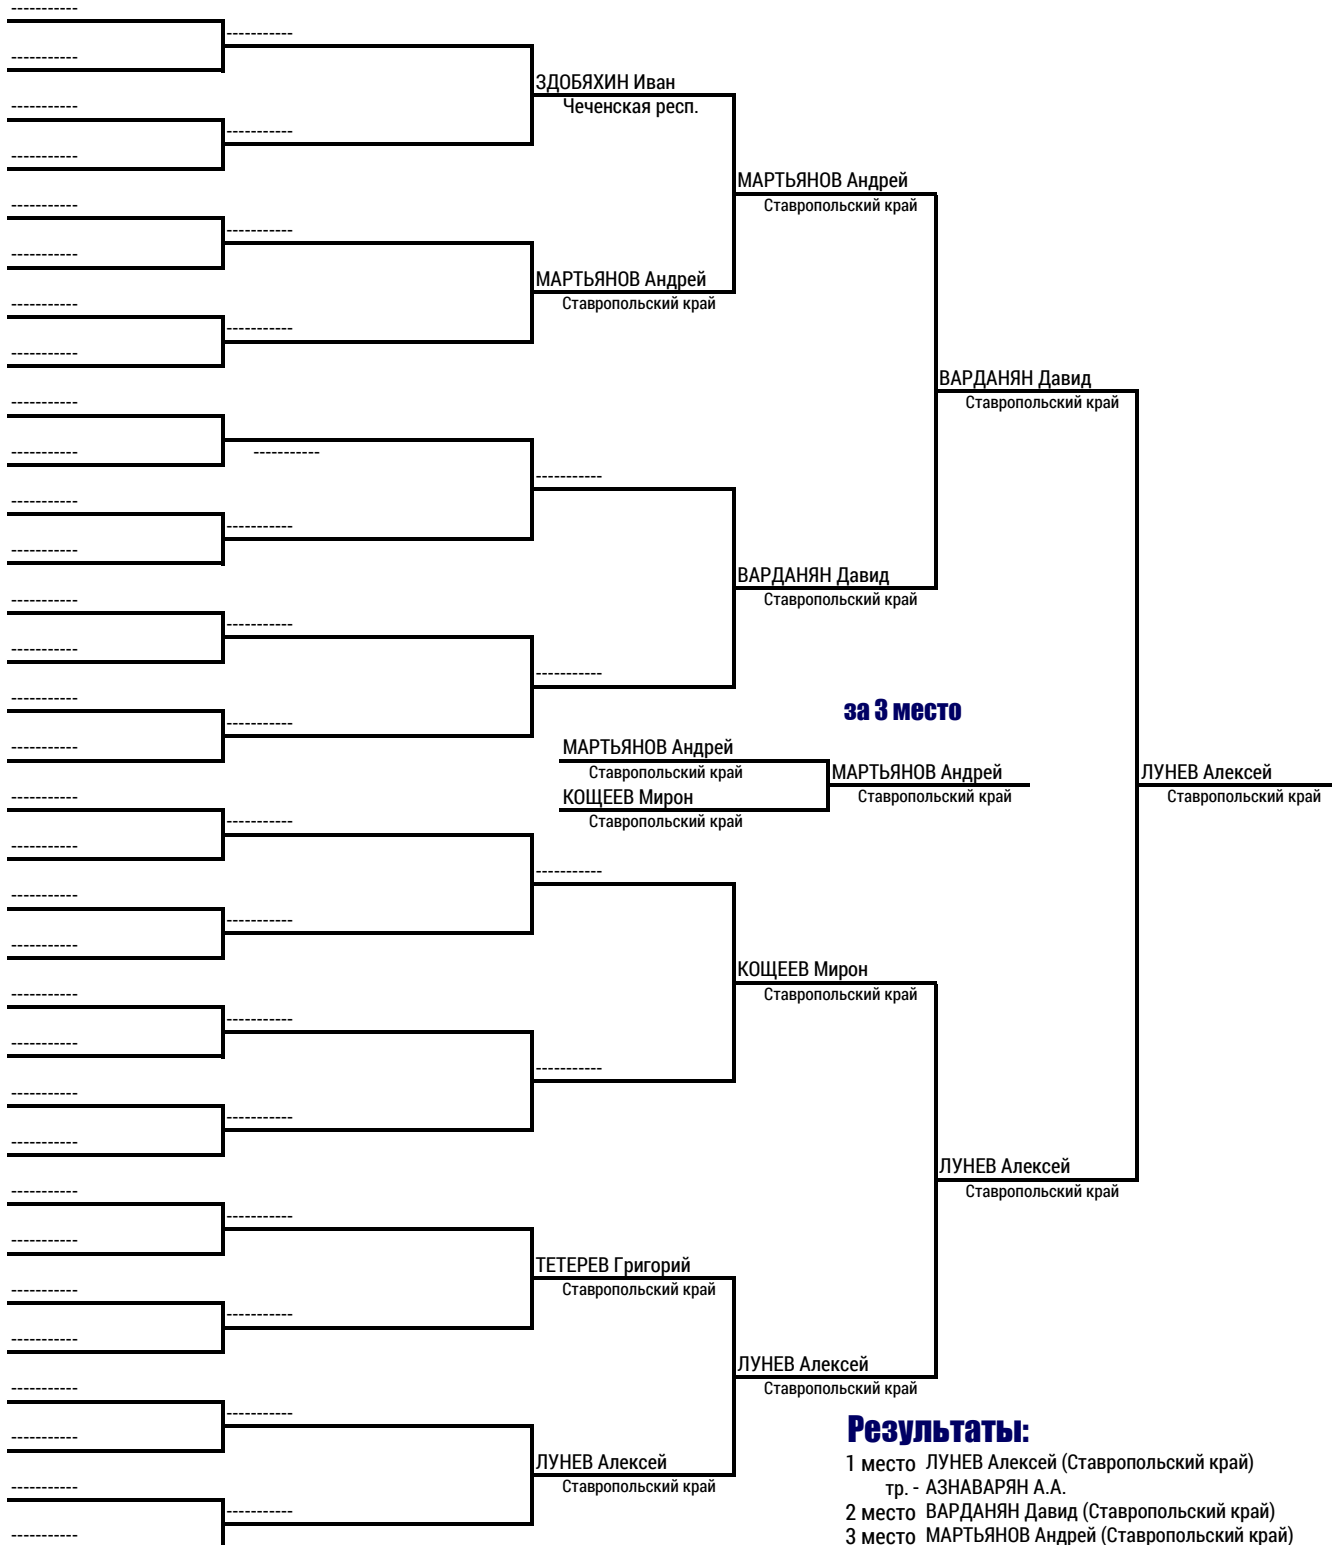 -----------
-----------
-----------
-----------
ЗДОБЯХИН Иван
Чеченская респ.
-----------
-----------
-----------
МАРТЬЯНОВ Андрей
Ставропольский край
-----------
-----------
-----------
МАРТЬЯНОВ Андрей
Ставропольский край
-----------
-----------
-----------
ВАРДАНЯН Давид
Ставропольский край
-----------
-----------
-----------
-----------
-----------
-----------
-----------
ВАРДАНЯН Давид
Ставропольский край
-----------
-----------
-----------
-----------
-----------
-----------
-----------
за 3 место
МАРТЬЯНОВ Андрей
Ставропольский край
КОЩЕЕВ Мирон
Ставропольский край
МАРТЬЯНОВ Андрей
Ставропольский край
ЛУНЕВ Алексей
Ставропольский край
-----------
-----------
-----------
-----------
-----------
-----------
-----------
КОЩЕЕВ Мирон
Ставропольский край
-----------
-----------
-----------
-----------
-----------
-----------
-----------
ЛУНЕВ Алексей
Ставропольский край
-----------
-----------
-----------
ТЕТЕРЕВ Григорий
Ставропольский край
-----------
-----------
-----------
ЛУНЕВ Алексей
Ставропольский край
-----------
-----------
-----------
ЛУНЕВ Алексей
Ставропольский край
-----------
-----------
-----------
Результаты:
1 место ЛУНЕВ Алексей (Ставропольский край)
тр. - АЗНАВАРЯН А.А.
2 место ВАРДАНЯН Давид (Ставропольский край)
3 место МАРТЬЯНОВ Андрей (Ставропольский край)